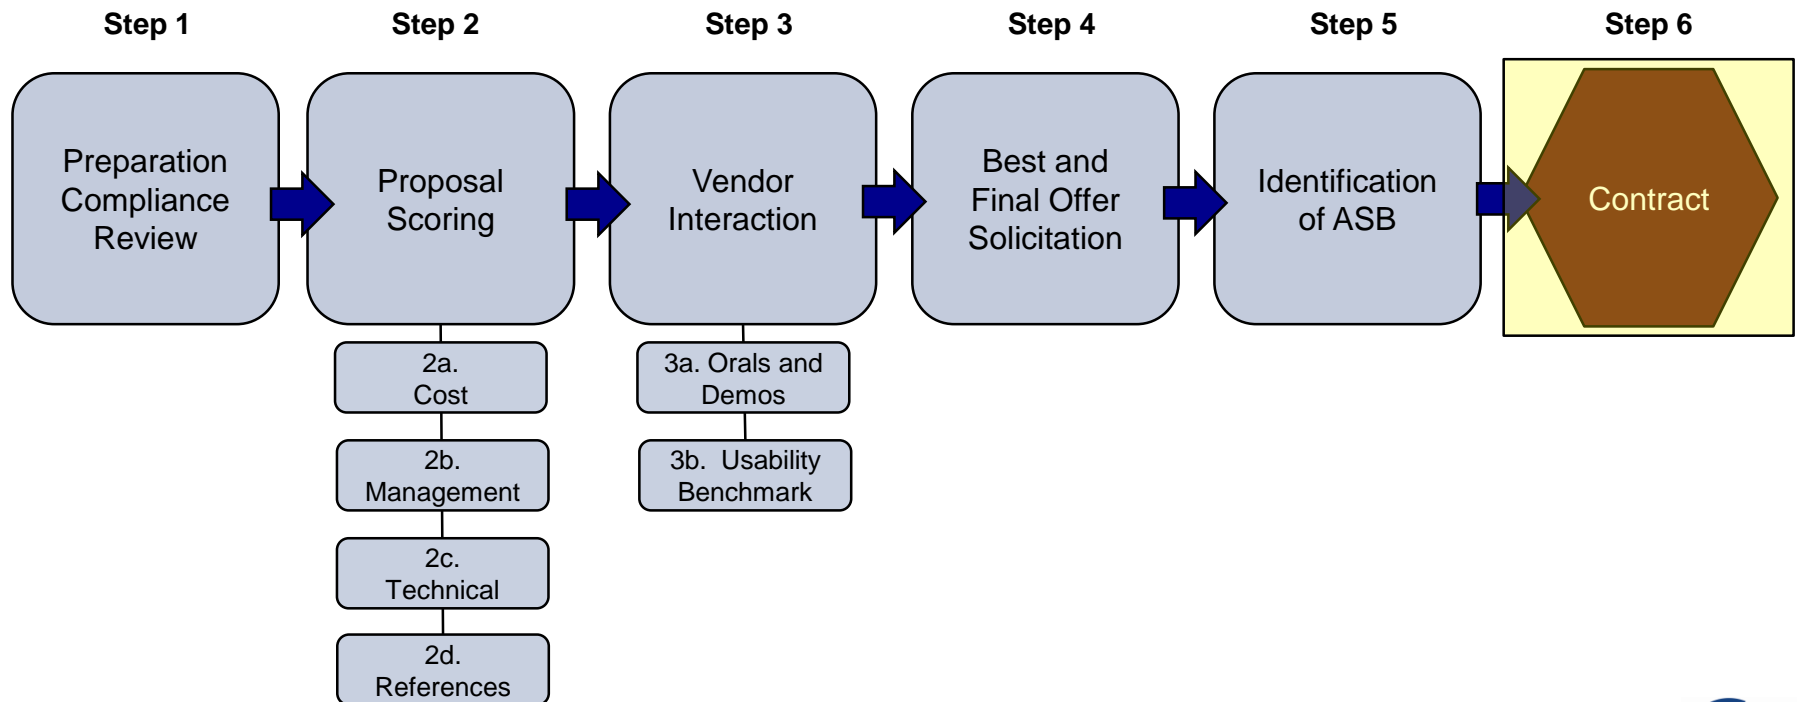 Step 1
Step 2
Step 3
Step 4
Step 5
Step 6
Preparation
Compliance
Review
Proposal
Scoring
Vendor
Interaction
Best and
Final Offer
Solicitation
Identification
of ASB
Contract
2a.
Cost
2b.
Management
2c.
Technical
2d.
References
3a. Orals and
Demos
3b. Usability
Benchmark